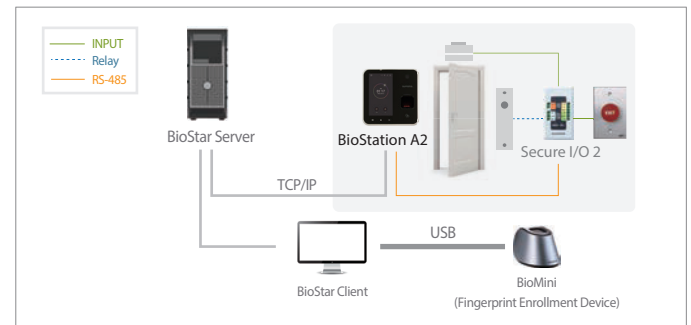 INPUT
Relay
RS-485
BioStar Server
BioStation A2
EXIT
Secure I/O 2
TCP/IP
USB
BioStar Client
BioMini
(Fingerprint Enrollment Device)